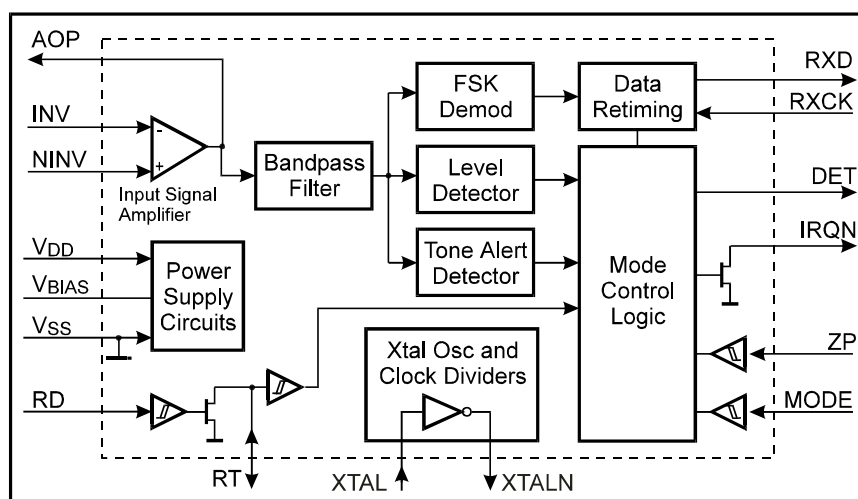 AOP
INV
NINV
-
+
Input Signal
Amplifier
Bandpass
Filter
FSK
Demod
Data
Retiming
RXD
RXCK
Level
Detector
Tone Alert
Detector
Mode
Control
Logic
DET
IRQN
ZP
MODE
VDD
VBIAS
VSS
Power
Supply
Circuits
RD
RT
Xtal Osc and
Clock Dividers
XTAL
XTALN